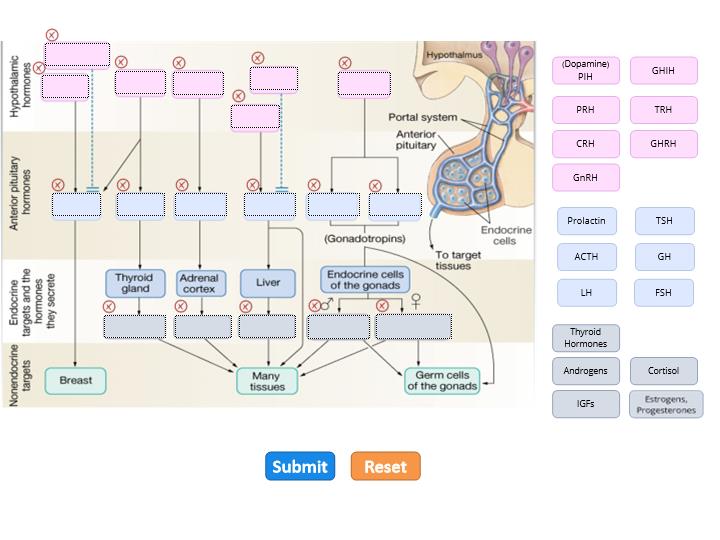 Hypothalamic
hormones
Hypothalmus
Portal system
Anterior
pituitary
Anterior pituitary
hormones
Endocrine
cells
(Gonadotropins)
To target
tissues
Endocrine
targets and the
hormones
they secrete
Thyroid
gland
Adrenal
cortex
Liver
Endocrine cells
of the gonads
Nonendocrine
targets
Breast
Many
tissues
Germ cells
of the gonads
(Dopamine)
PIH
GHIH
PRH
TRH
CRH
GHRH
GnRH
Prolactin
TSH
ACTH
GH
LH
FSH
Thyroid
Hormones
Androgens
Cortisol
IGFs
Estrogens,
Progesterones
Submit
Reset